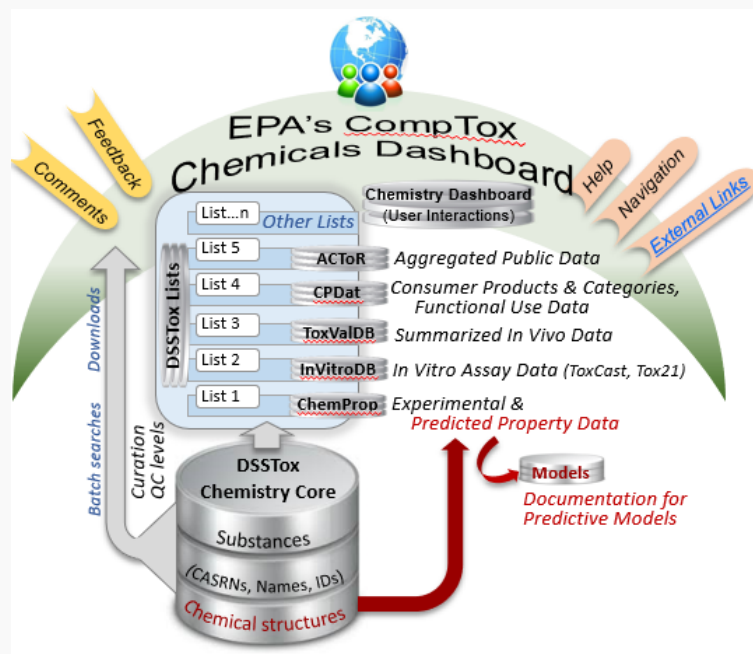 EPA's CompTox
Chemicals Dashboard
Feedback
Comments
Help
Navigation
External Links
Chemistry Dashboard
(User Interactions)
List...n
Other Lists
DSSTox Lists
List 5
ACToR
Aggregated Public Data
List 4
CPDat
Consumer Products & Categories,
Functional Use Data
List 3
ToxValDB
Summarized In Vivo Data
List 2
InVitroDB
In Vitro Assay Data (ToxCast, Tox21)
List 1
ChemProp
Experimental &
Predicted Property Data
Batch searches
Downloads
Curation
QC levels
Models
Documentation for
Predictive Models
DSSTox
Chemistry Core
Substances
(CASRNs, Names, IDs)
Chemical structures